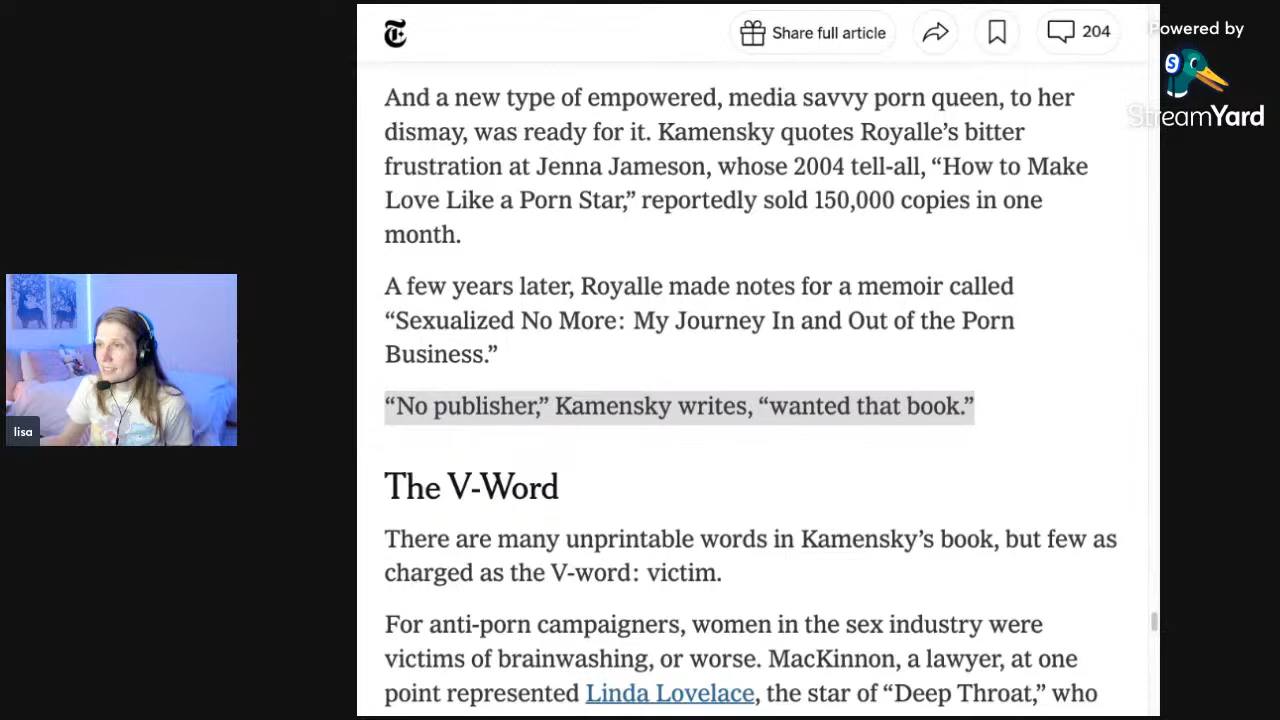 Share full article
204
Powered by
StreamYard
And a new type of empowered, media savvy porn queen, to her
dismay, was ready for it. Kamensky quotes Royalle’s bitter
frustration at Jenna Jameson, whose 2004 tell-all, “How to Make
Love Like a Porn Star,” reportedly sold 150,000 copies in one
month.
A few years later, Royalle made notes for a memoir called
“Sexualized No More: My Journey In and Out of the Porn
Business.”
“No publisher,” Kamensky writes, “wanted that book.”
The V-Word
There are many unprintable words in Kamensky’s book, but few as
charged as the V-word: victim.
For anti-porn campaigners, women in the sex industry were
victims of brainwashing, or worse. MacKinnon, a lawyer, at one
point represented Linda Lovelace, the star of “Deep Throat,” who
lisa